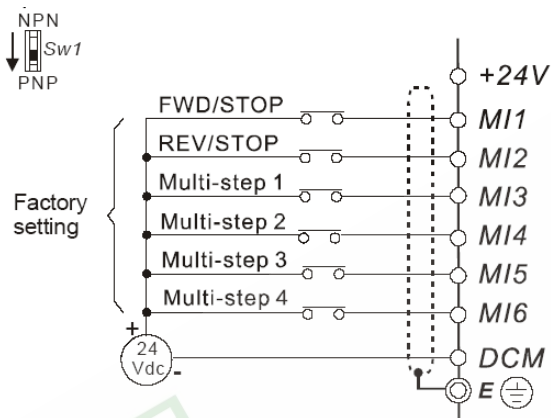 NPN
Sw1
PNP
+24V
FWD/STOP
MI1
REV/STOP
MI2
Multi-step 1
MI3
Factory
setting
Multi-step 2
MI4
Multi-step 3
MI5
Multi-step 4
MI6
+
24
Vdc
-
DCM
E